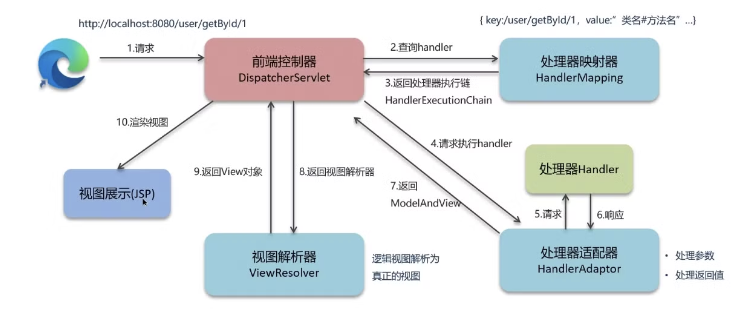 http://localhost:8080/user/getById/1
{ key:/user/getById/1，value:“ 类名#方法名”...}
1.请求
前端控制器
DispatcherServlet
2.查询handler
处理器映射器
HandlerMapping
3.返回处理器执行链
HandlerExecutionChain
10.渲染视图
4.请求执行handler
处理器Handler
9.返回View对象
8.返回视图解析器
7.返回
ModelAndView
视图展示(JSP)
5.请求
6.响应
视图解析器
ViewResolver
逻辑视图解析为
真正的视图
处理器适配器
HandlerAdaptor
• 处理参数
• 处理返回值